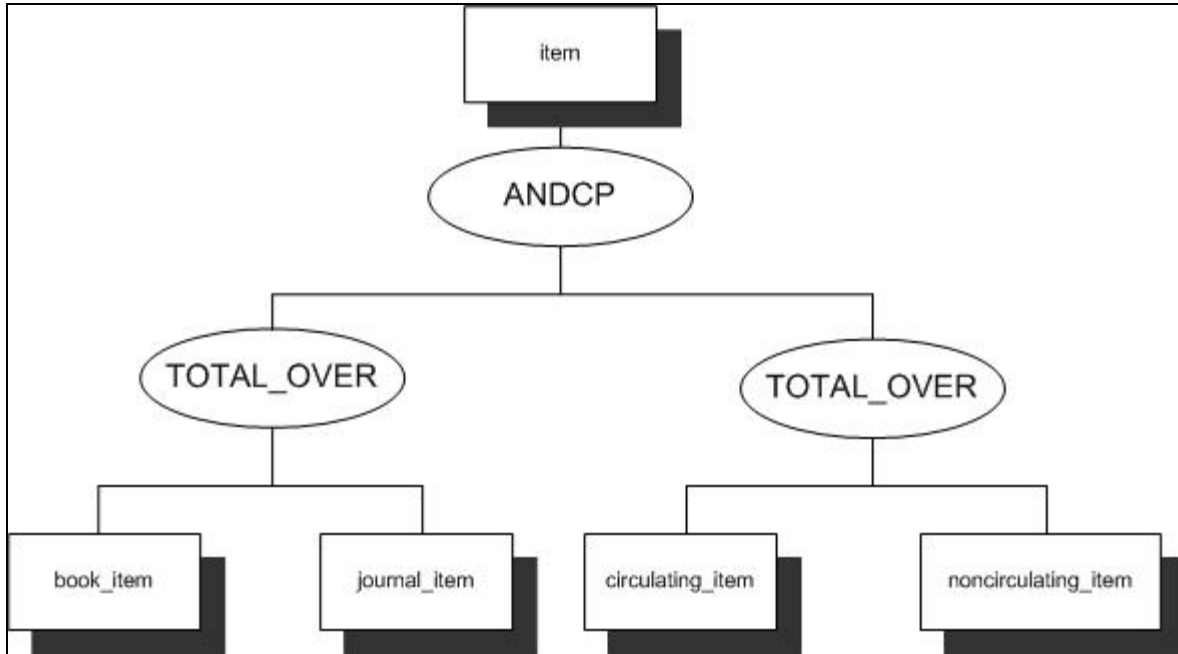 item
ANDCP
TOTAL_OVER
TOTAL_OVER
book_item
journal_item
circulating_item
noncirculating_item